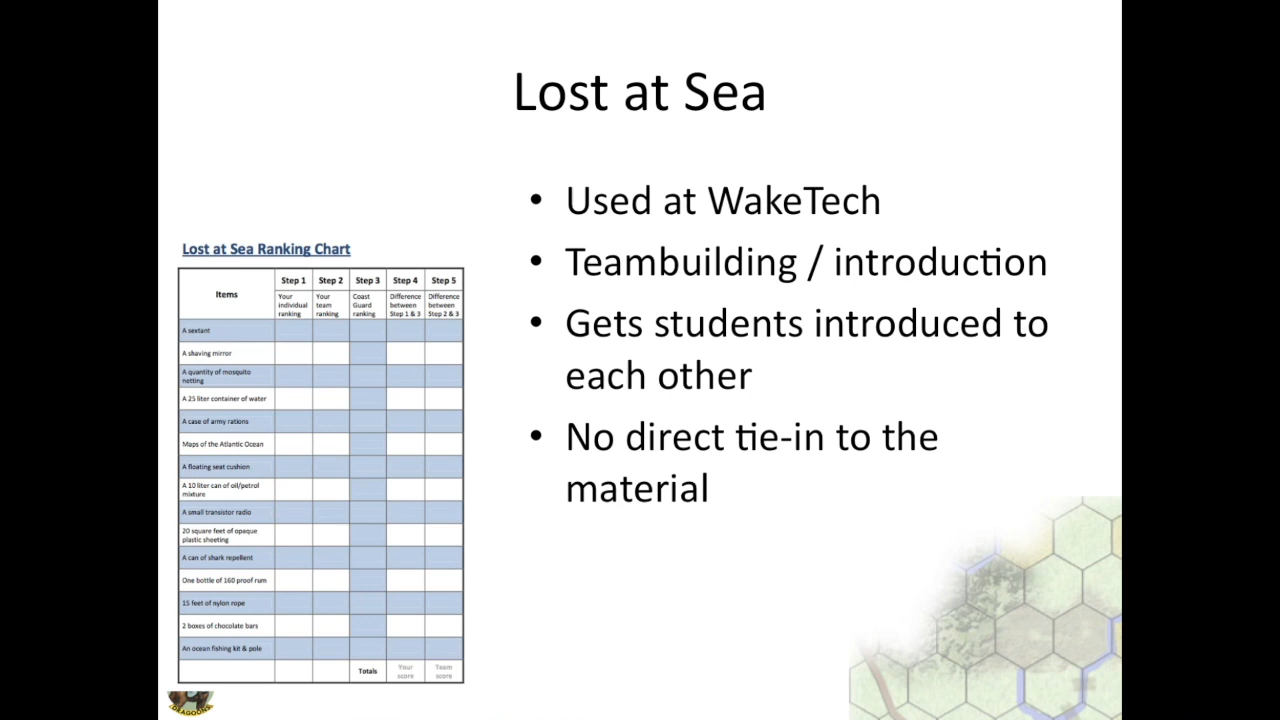 Lost at Sea
• Used at WakeTech
• Teambuilding / introduction
• Gets students introduced to
each other
• No direct tie-in to the
material
Lost at Sea Ranking Chart
Items Step 1 Step 2 Step 3 Step 4 Step 5
Your individual ranking Your team ranking Coast Guard ranking Difference between Step 1 & 3 Difference between Step 2 & 3
A sextant
A shaving mirror
A quantity of mosquito
netting
A 25 liter container of water
A case of army rations
Maps of the Atlantic Ocean
A floating seat cushion
A 10 liter can of oil/petrol
mixture
A small transistor radio
20 square feet of opaque
plastic sheeting
A can of shark repellent
One bottle of 160 proof rum
15 feet of nylon rope
2 boxes of chocolate bars
An ocean fishing kit & pole
Totals Your score Team score
DRAGOONS